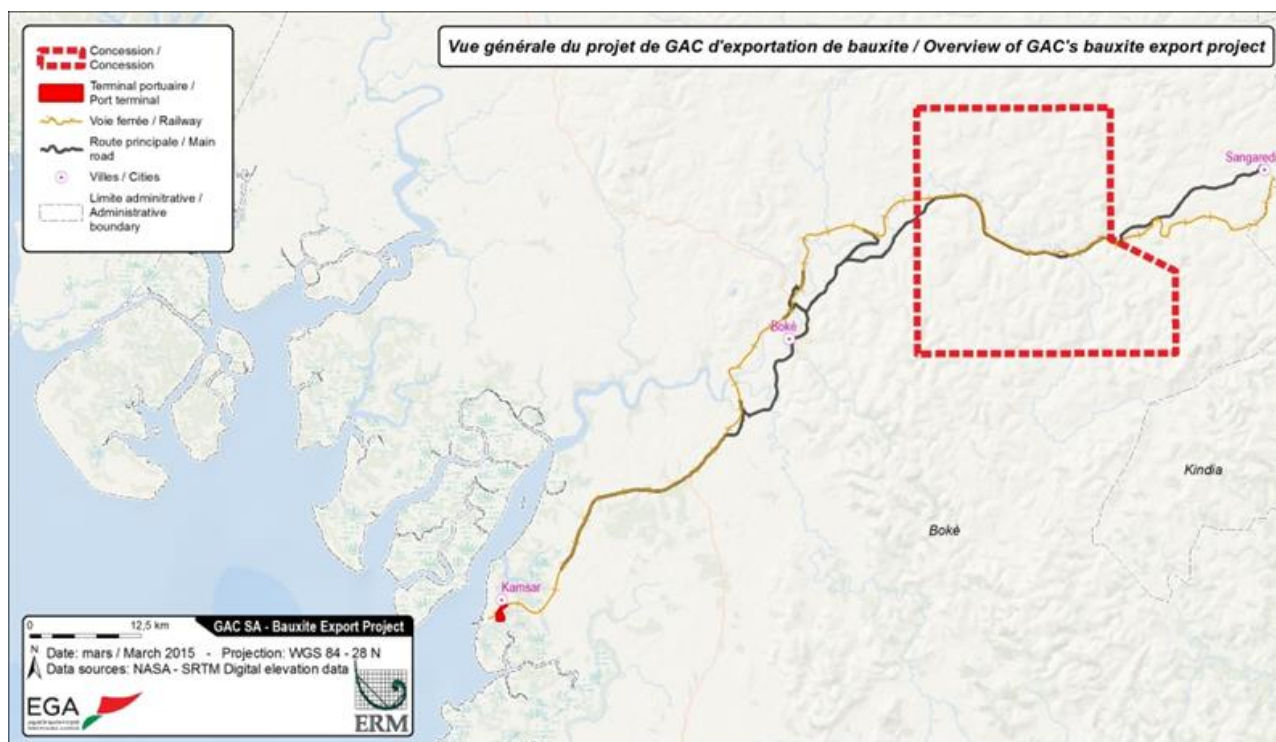 Vue générale du projet de GAC d'exportation de bauxite / Overview of GAC's bauxite export project
Concession /
Concession
Terminal portuaire /
Port terminal
Voie ferrée / Railway
Route principale / Main
road
Villes / Cities
Limite adminitrative /
Administrative
boundary
Sangaredi
Boké
Kindia
Boké
Kamsar
0 12,5 km
GAC SA - Bauxite Export Project
N
Date: mars / March 2015 - Projection: WGS 84 - 28 N
Data sources: NASA - SRTM Digital elevation data
EGA
ERM